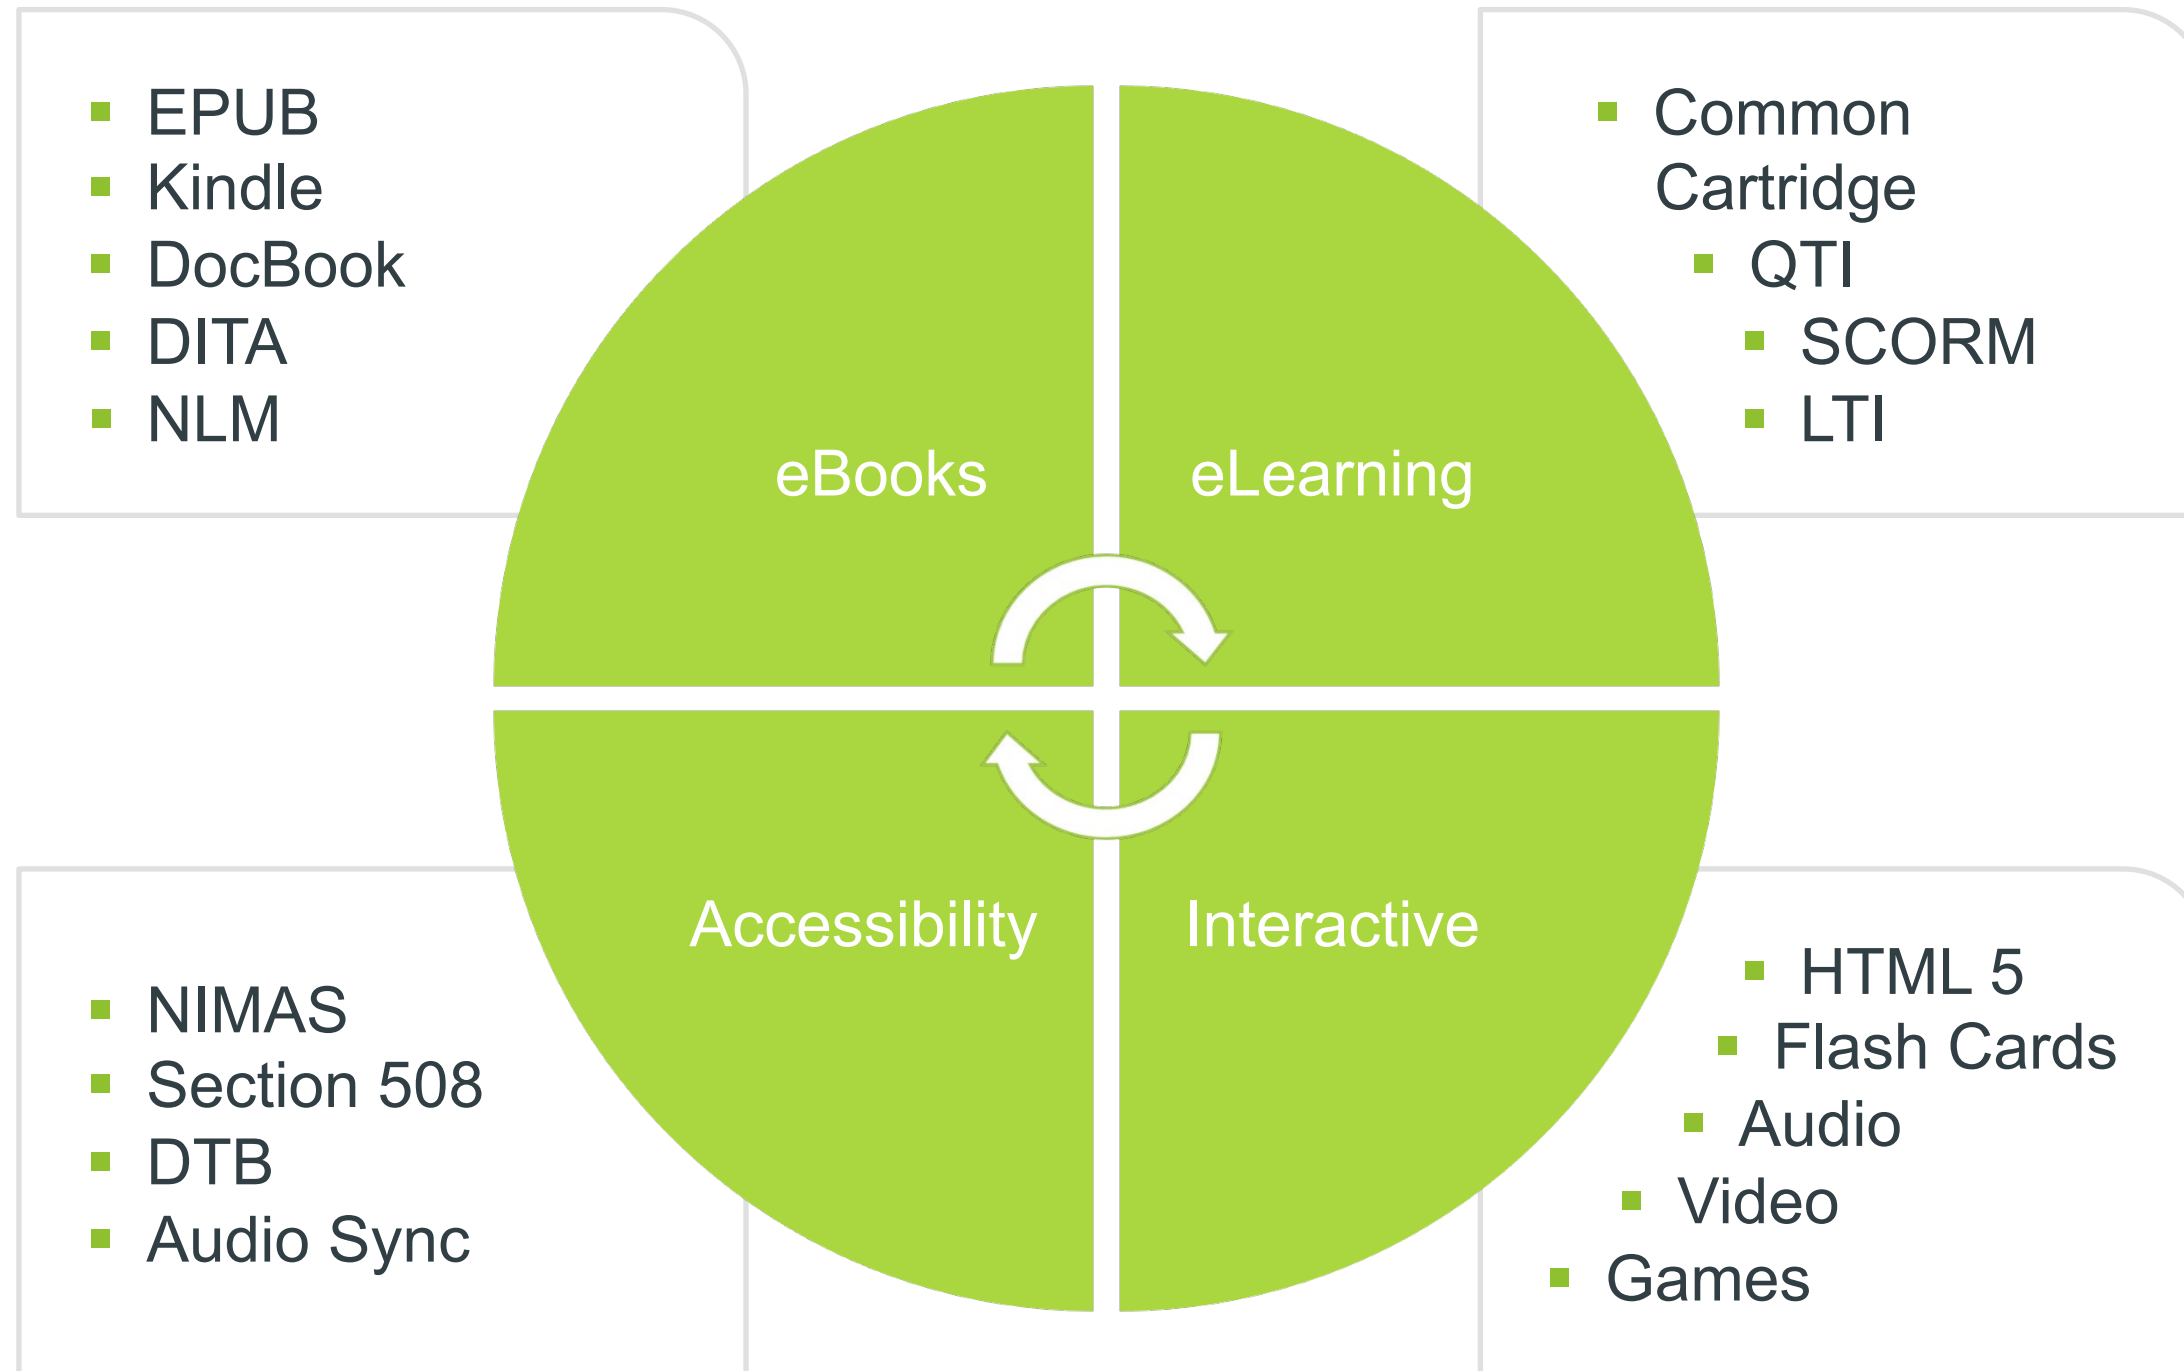 EPUB
Kindle
DocBook
DITA
NLM
Common
Cartridge
QTI
SCORM
LTI
eBooks
eLearning
Accessibility
Interactive
NIMAS
Section 508
DTB
Audio Sync
HTML 5
Flash Cards
Audio
Video
Games